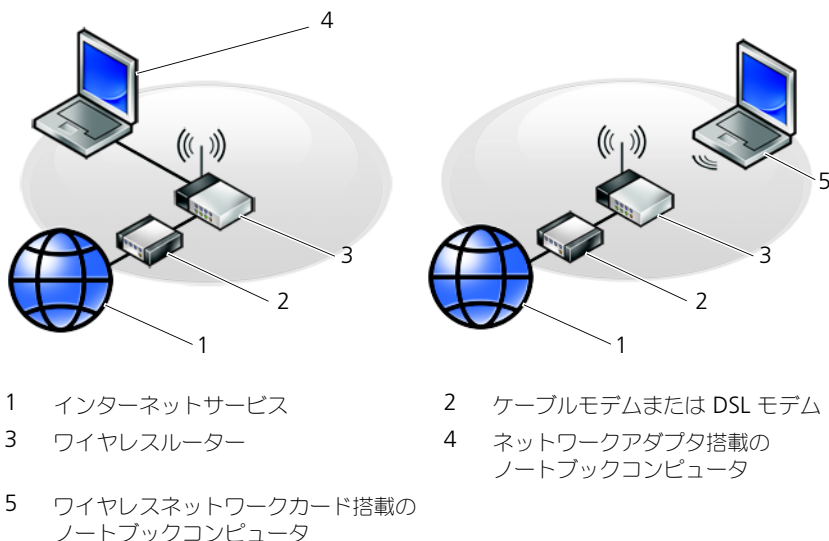 4
3
2
1
5
3
2
1
1 インターネットサービス
2 ケーブルモデムまたは DSL モデム
3 ワイヤレスルーター
4 ネットワークアダプタ搭載の
ノートブックコンピュータ
5 ワイヤレスネットワークカード搭載の
ノートブックコンピュータ